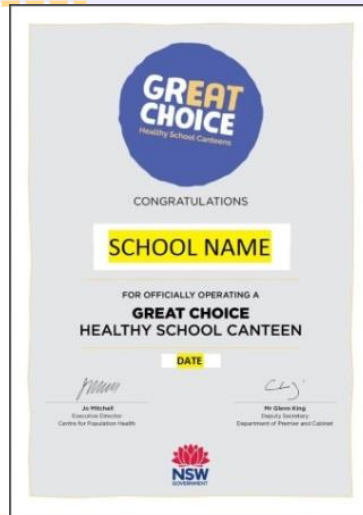 GREAT
CHOICE
Healthy School Canteens
CONGRATULATIONS
SCHOOL NAME
FOR OFFICIALLY OPERATING A
GREAT CHOICE
HEALTHY SCHOOL CANTEEN
DATE
Jo Mitchell
Executive Director
Centre for Population Health
Mr Glenn King
Deputy Secretary
Department of Premier and Cabinet
NSW
GOVERNMENT